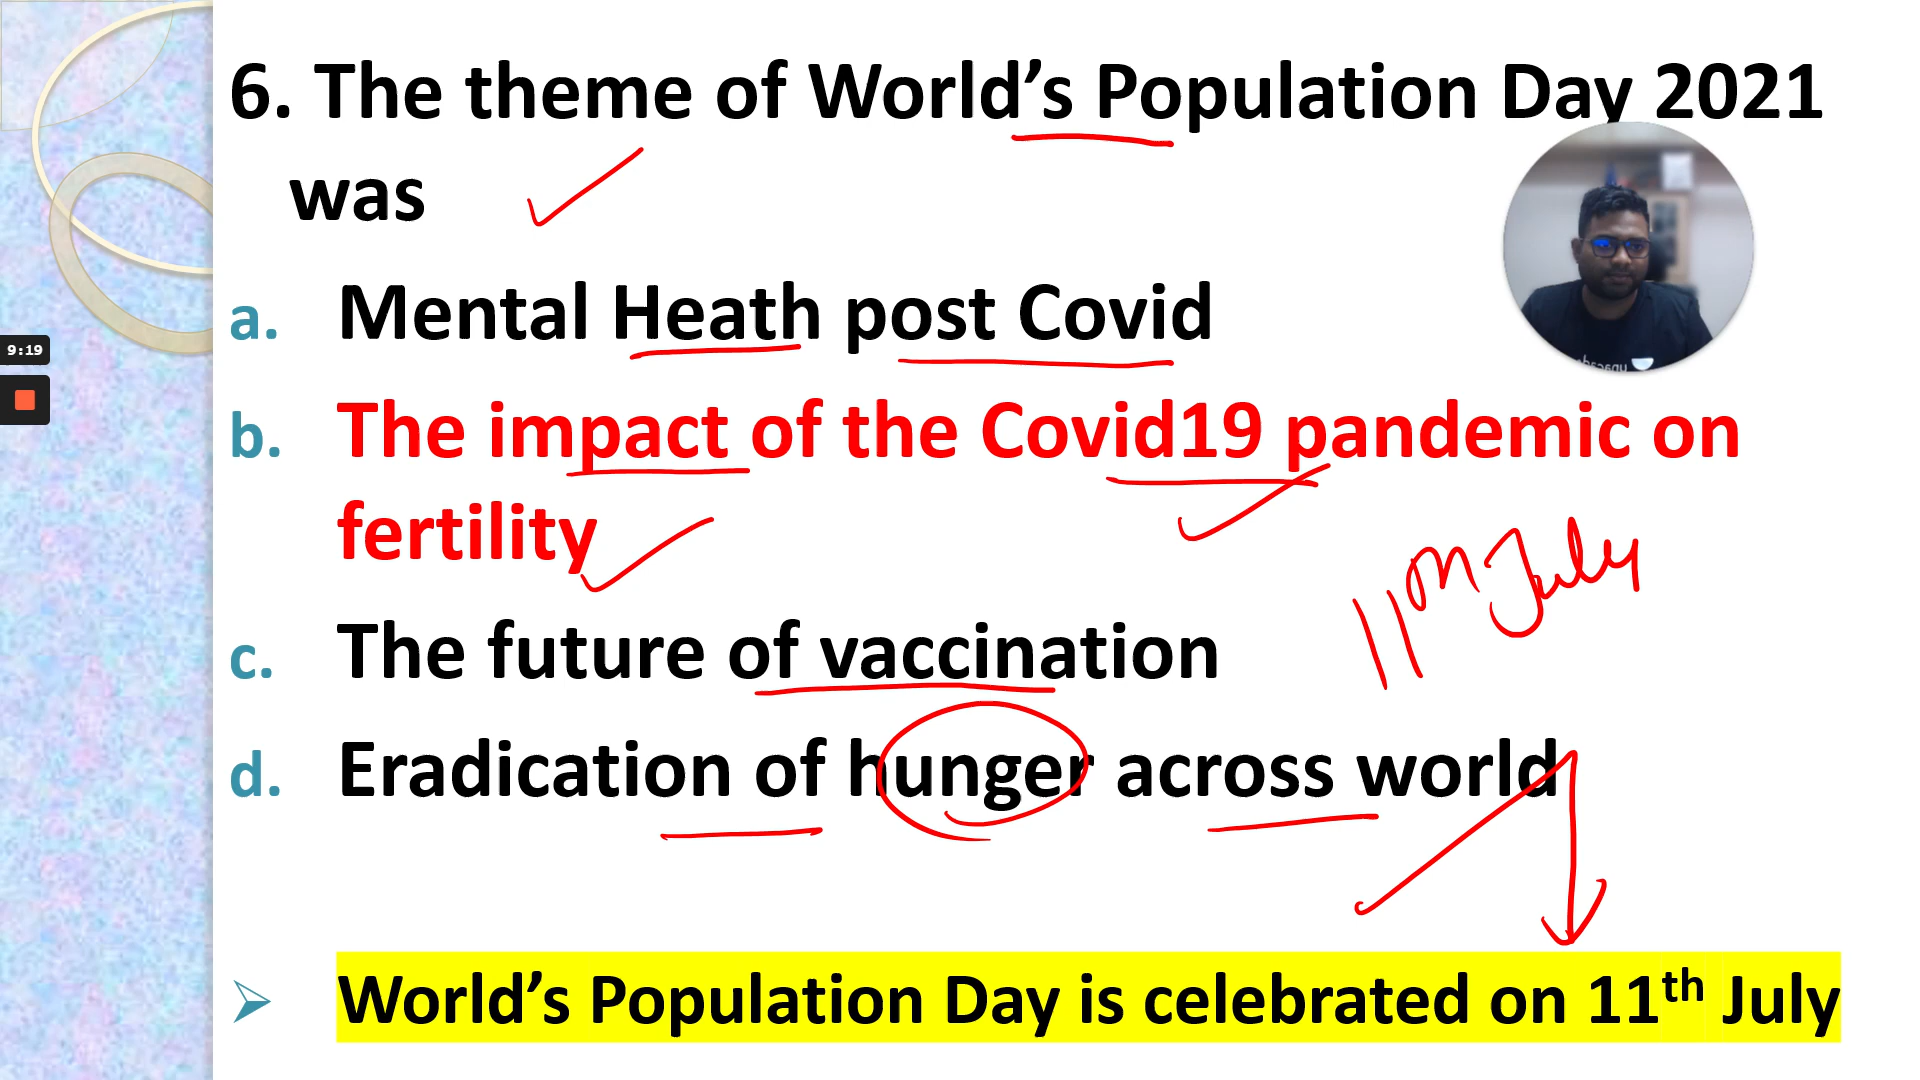 6. The theme of World’s Population Day 2021
was
a. Mental Heath post Covid
b. The impact of the Covid19 pandemic on
fertility
11th July
c. The future of vaccination
d. Eradication of hunger across world
World’s Population Day is celebrated on 11th July
9:19